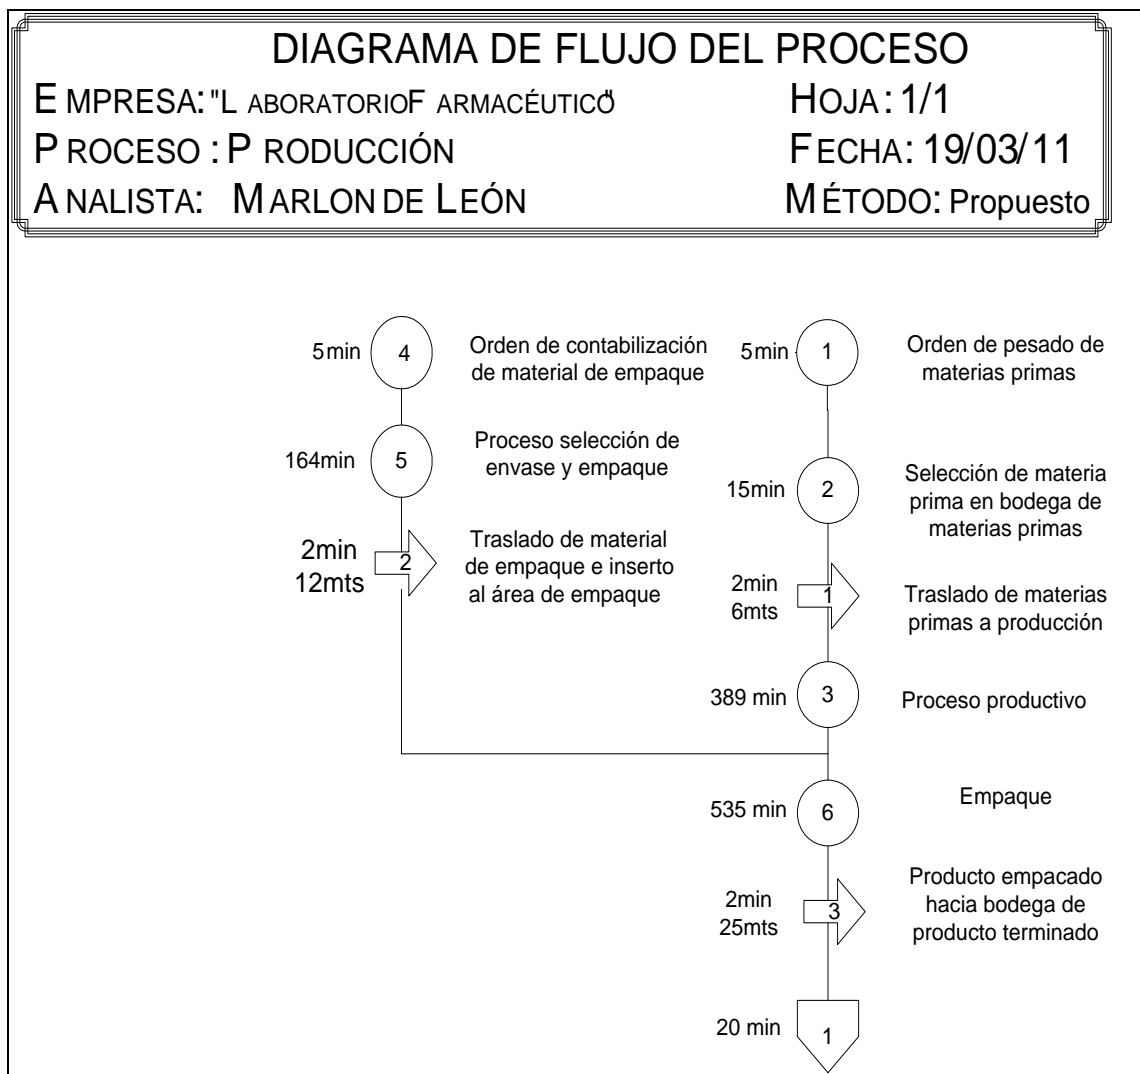 DIAGRAMA DE FLUJO DEL PROCESO
EMPRESA: "LABORATORIO FARMACÉUTICO"
HOJA: 1/1
PROCESO : PRODUCCIÓN
FECHA: 19/03/11
ANALISTA: MARLON DE LEÓN
MÉTODO: Propuesto
5min
4
Orden de contabilización
de material de empaque
5min
1
Orden de pesado de
materias primas
164min
5
Proceso selección de
envase y empaque
15min
2
Selección de materia
prima en bodega de
materias primas
2min
12mts
2
Traslado de material
de empaque e inserto
al área de empaque
2min
6mts
1
Traslado de materias
primas a producción
389 min
3
Proceso productivo
535 min
6
Empaque
2min
25mts
3
Producto empacado
hacia bodega de
producto terminado
20 min
1